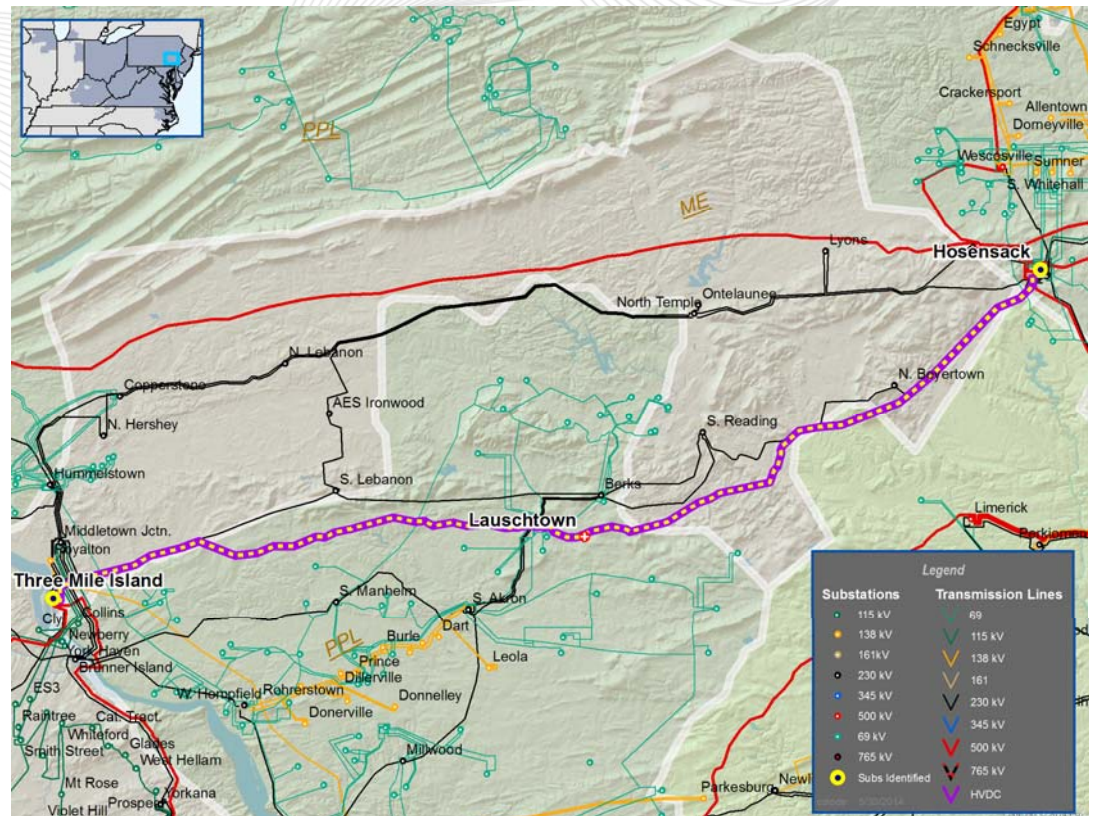 Egypt
Schnecksville
Crackersport
Allentown
Dorneyville
PPL
Wescosville Sumner
S. Whitehall
ME
Lyons
Hosensack
North Temple Ontelaunee
N. Lebanon
N. Boyertown
Copperstone
AES Ironwood
N. Hershey
S. Reading
Hummelstown
S. Lebanon
Berks
Lauschtown
Limerick
Middletown Jctn.
Royalton
Three Mile Island
S. Manheim
S. Akron
Cly
Collins
Dart
Newberry
Burle
PPL
York Haven
Leola
Brunner Island
Prince
Dillerville
ES3
W. Hempfield
Rohrerstown
Donnelley
Raintree
Cat. Tract.
Donerville
Whiteford
Smith Street
Glades
West Hellam
Millwood
Mt Rose
Yorkana
Prospect
Violet Hill
Parkesburg
Legend
Substations Transmission Lines
115 kV 69
138 kV 115 kV
161kV 138 kV
230 kV 161
345 kV 230 kV
500 kV 345 kV
69 kV 500 kV
765 kV 765 kV
Subs Identified HVDC